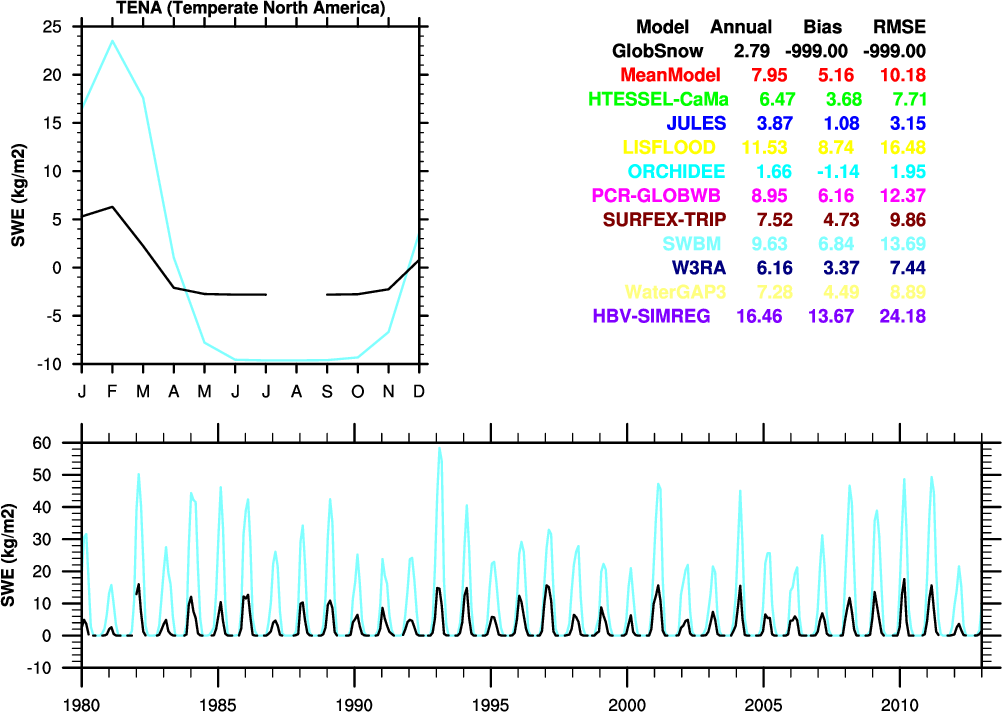 TENA (Temperate North America)
25
20
15
10
5
0
-5
-10
SWE (kg/m2)
J F M A M J J A S O N D
Model Annual Bias RMSE
GlobSnow 2.79 -999.00 -999.00
MeanModel 7.95 5.16 10.18
HTESSEL-CaMa 6.47 3.68 7.71
JULES 3.87 1.08 3.15
LISFLOOD 11.53 8.74 16.48
ORCHIDEE 1.66 -1.14 1.95
PCR-GLOBWB 8.95 6.16 12.37
SURFEX-TRIP 7.52 4.73 9.86
SWBM 9.63 6.84 13.69
W3RA 6.16 3.37 7.44
WaterGAP3 7.28 4.49 8.89
HBV-SIMREG 16.46 13.67 24.18
60
50
40
30
20
10
0
-10
SWE (kg/m2)
1980 1985 1990 1995 2000 2005 2010